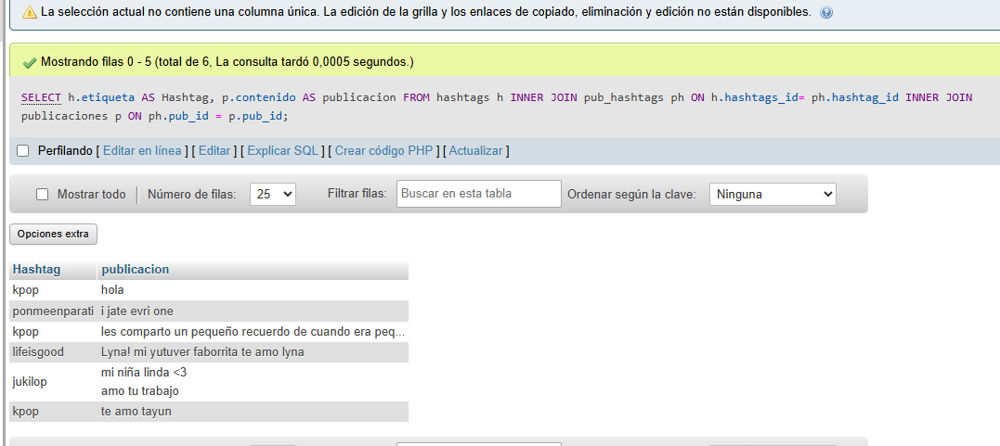 La selección actual no contiene una columna única. La edición de la grilla y los enlaces de copiado, eliminación y edición no están disponibles.
Mostrando filas 0 - 5 (total de 6, La consulta tardó 0,0005 segundos.)
SELECT h.etiqueta AS Hashtag, p.contenido AS publicacion FROM hashtags h INNER JOIN pub_hashtags ph ON h.hashtags_id= ph.hashtag_id INNER JOIN
publicaciones p ON ph.pub_id = p.pub_id;
Perfilando [ Editar en línea ] [ Editar ] [ Explicar SQL ] [ Crear código PHP ] [ Actualizar ]
Mostrar todo Número de filas: 25 Filtrar filas: Buscar en esta tabla Ordenar según la clave: Ninguna
Opciones extra
Hashtag publicacion
kpop hola
ponmeenparati i jate evri one
kpop les comparto un pequeño recuerdo de cuando era peq...
lifeisgood Lyna! mi yutuver faborrita te amo lyna
jukilop mi niña linda <3
amo tu trabajo
kpop te amo tayun